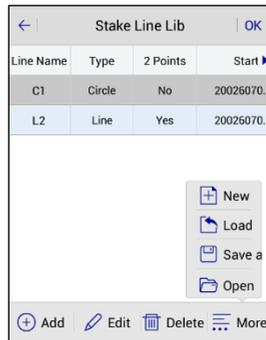 Stake Line Lib OK
Line Name Type 2 Points Start
C1 Circle No 20026070.
L2 Line Yes 20026070.
New
Load
Save a
Open
Add Edit Delete More